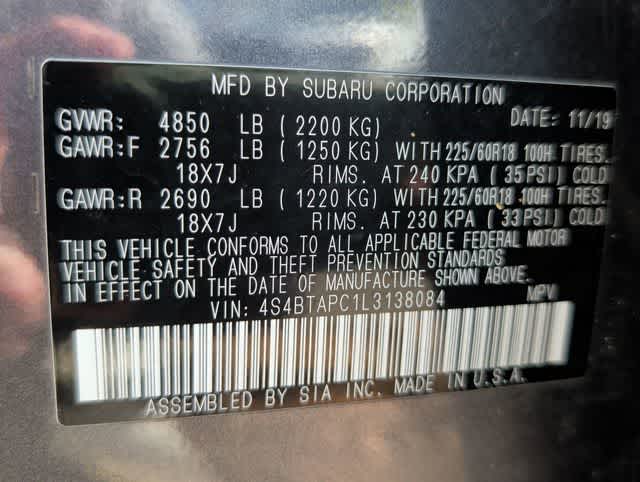 MFD BY SUBARU CORPORATION
DATE: 11/19
GVWR: 4850 LB ( 2200 KG)
GAWR:F 2756 LB ( 1250 KG) WITH 225/60R18 100H TIRES.
18X7J RIMS. AT 240 KPA ( 35 PSI) COLD
GAWR:R 2690 LB ( 1220 KG) WITH 225/60R18 100H TIRES.
18X7J RIMS. AT 230 KPA ( 33 PSI) COLD
THIS VEHICLE CONFORMS TO ALL APPLICABLE FEDERAL MOTOR
VEHICLE SAFETY AND THEFT PREVENTION STANDARDS
IN EFFECT ON THE DATE OF MANUFACTURE SHOWN ABOVE.
VIN: 4S4BTAPC1L3138084 MPV
ASSEMBLED BY SIA INC. MADE IN U.S.A.